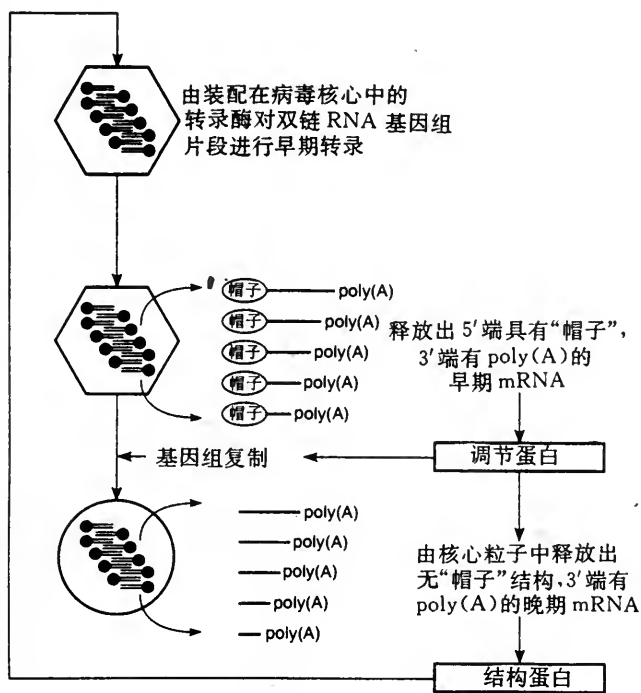 由装配在病毒核心中的
转录酶对双链 RNA 基因组
片段进行早期转录
帽子 poly(A)
帽子 poly(A)
帽子 poly(A)
帽子 poly(A)
帽子 poly(A)
释放出 5′端具有“帽子”,
3′端有 poly(A)的
早期 mRNA
基因组复制
调节蛋白
poly(A)
poly(A)
poly(A)
poly(A)
poly(A)
由核心粒子中释放出
无“帽子”结构,3′端有
poly(A)的晚期 mRNA
结构蛋白